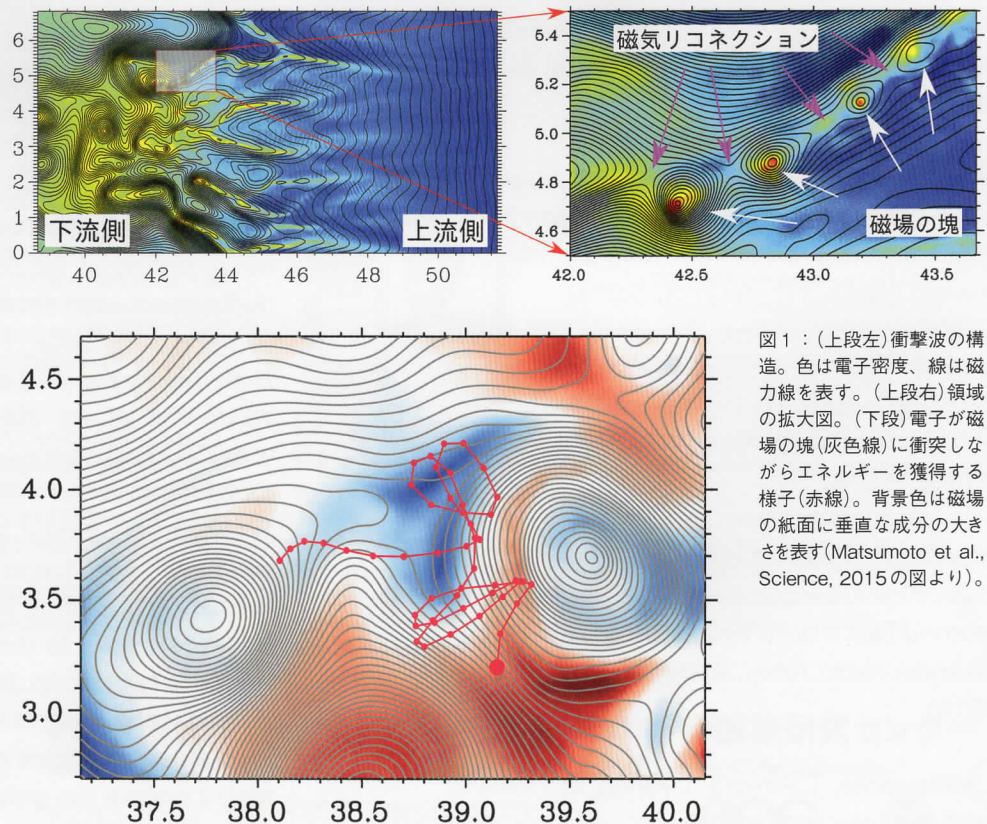 6
5
4
3
2
1
0
下流側
上流側
40 42 44 46 48 50
磁気リコネクション
磁場の塊
5.4
5.2
5.0
4.8
4.6
42.0 42.5 43.0 43.5
4.5
4.0
3.5
3.0
37.5 38.0 38.5 39.0 39.5 40.0
図1：(上段左)衝撃波の構
造。色は電子密度、線は磁
力線を表す。(上段右)領域
の拡大図。(下段)電子が磁
場の塊(灰色線)に衝突しな
がらエネルギーを獲得する
様子(赤線)。背景色は磁場
の紙面に垂直な成分の大き
さを表す(Matsumoto et al.,
Science, 2015の図より)。